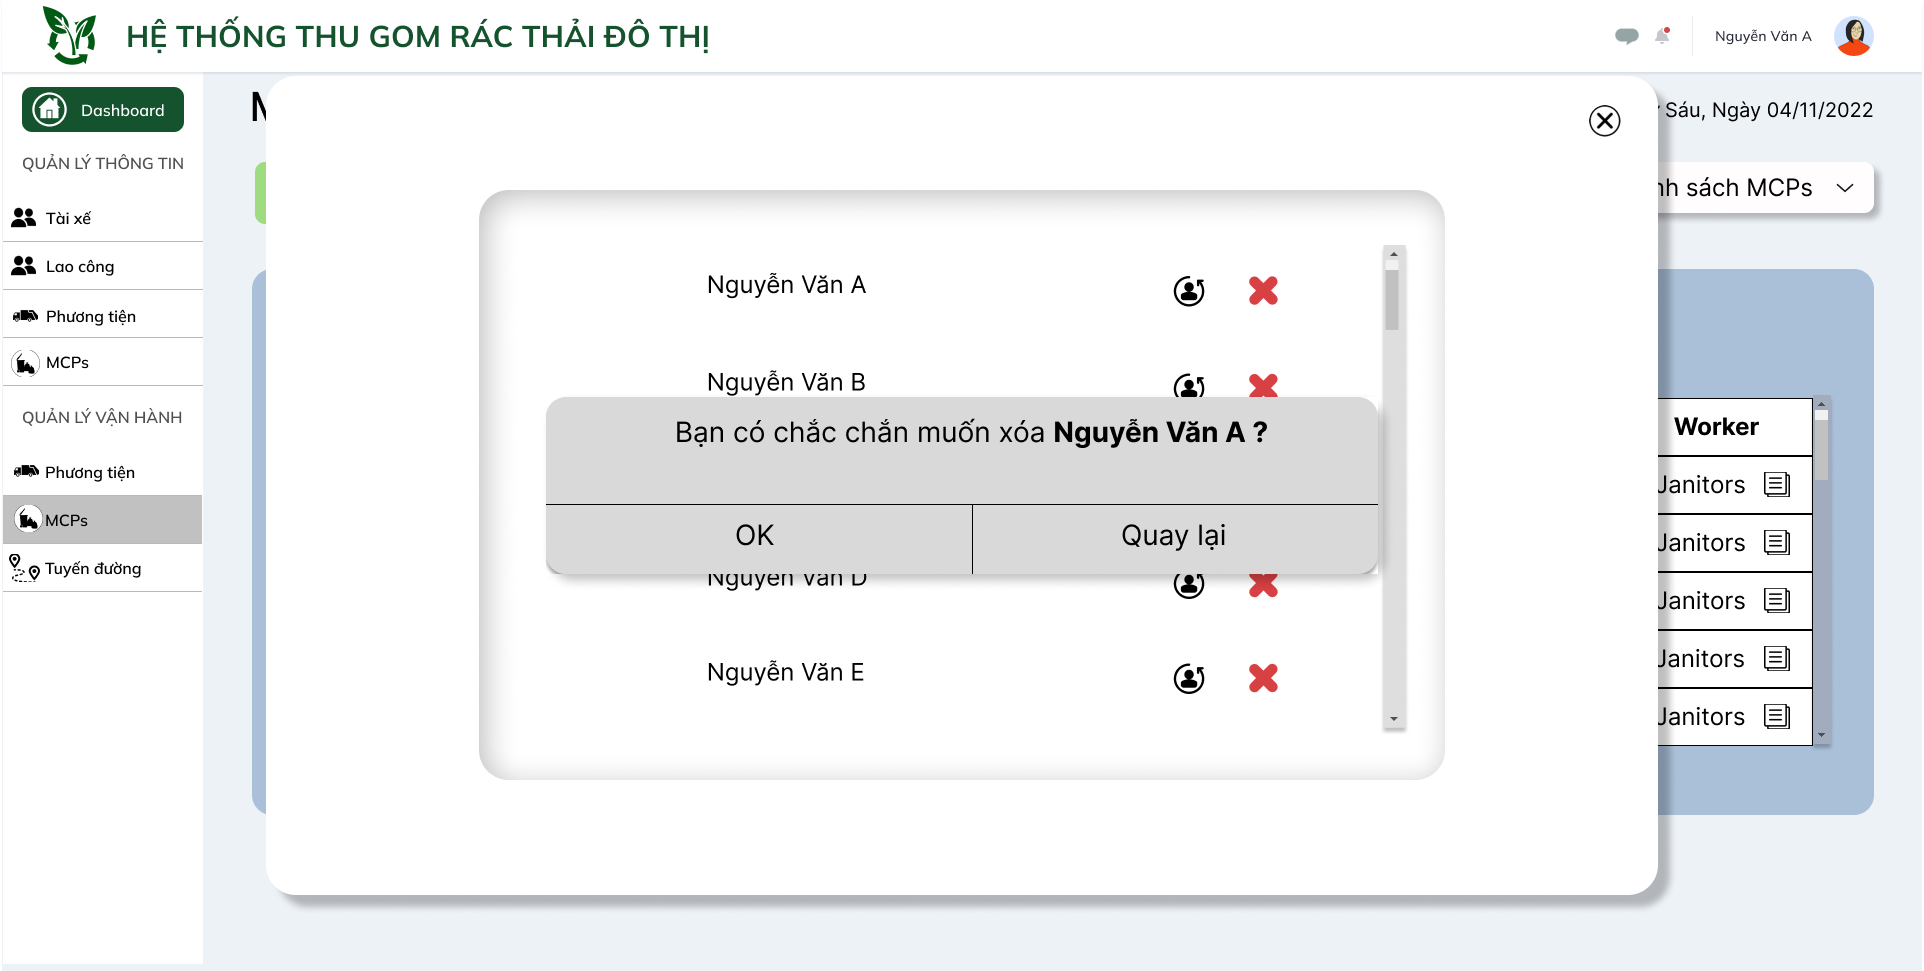 HỆ THỐNG THU GOM RÁC THẢI ĐÔ THỊ
Nguyễn Văn A
Dashboard
Sáu, Ngày 04/11/2022
QUẢN LÝ THÔNG TIN
sách MCPs
Tài xế
Lao công
Phương tiện
MCPs
QUẢN LÝ VẬN HÀNH
Phương tiện
MCPs
Tuyến đường
Nguyễn Văn A
Nguyễn Văn B
Bạn có chắc chắn muốn xóa Nguyễn Văn A ?
OK
Quay lại
Nguyễn Văn D
Nguyễn Văn E
Worker
Janitors
Janitors
Janitors
Janitors
Janitors